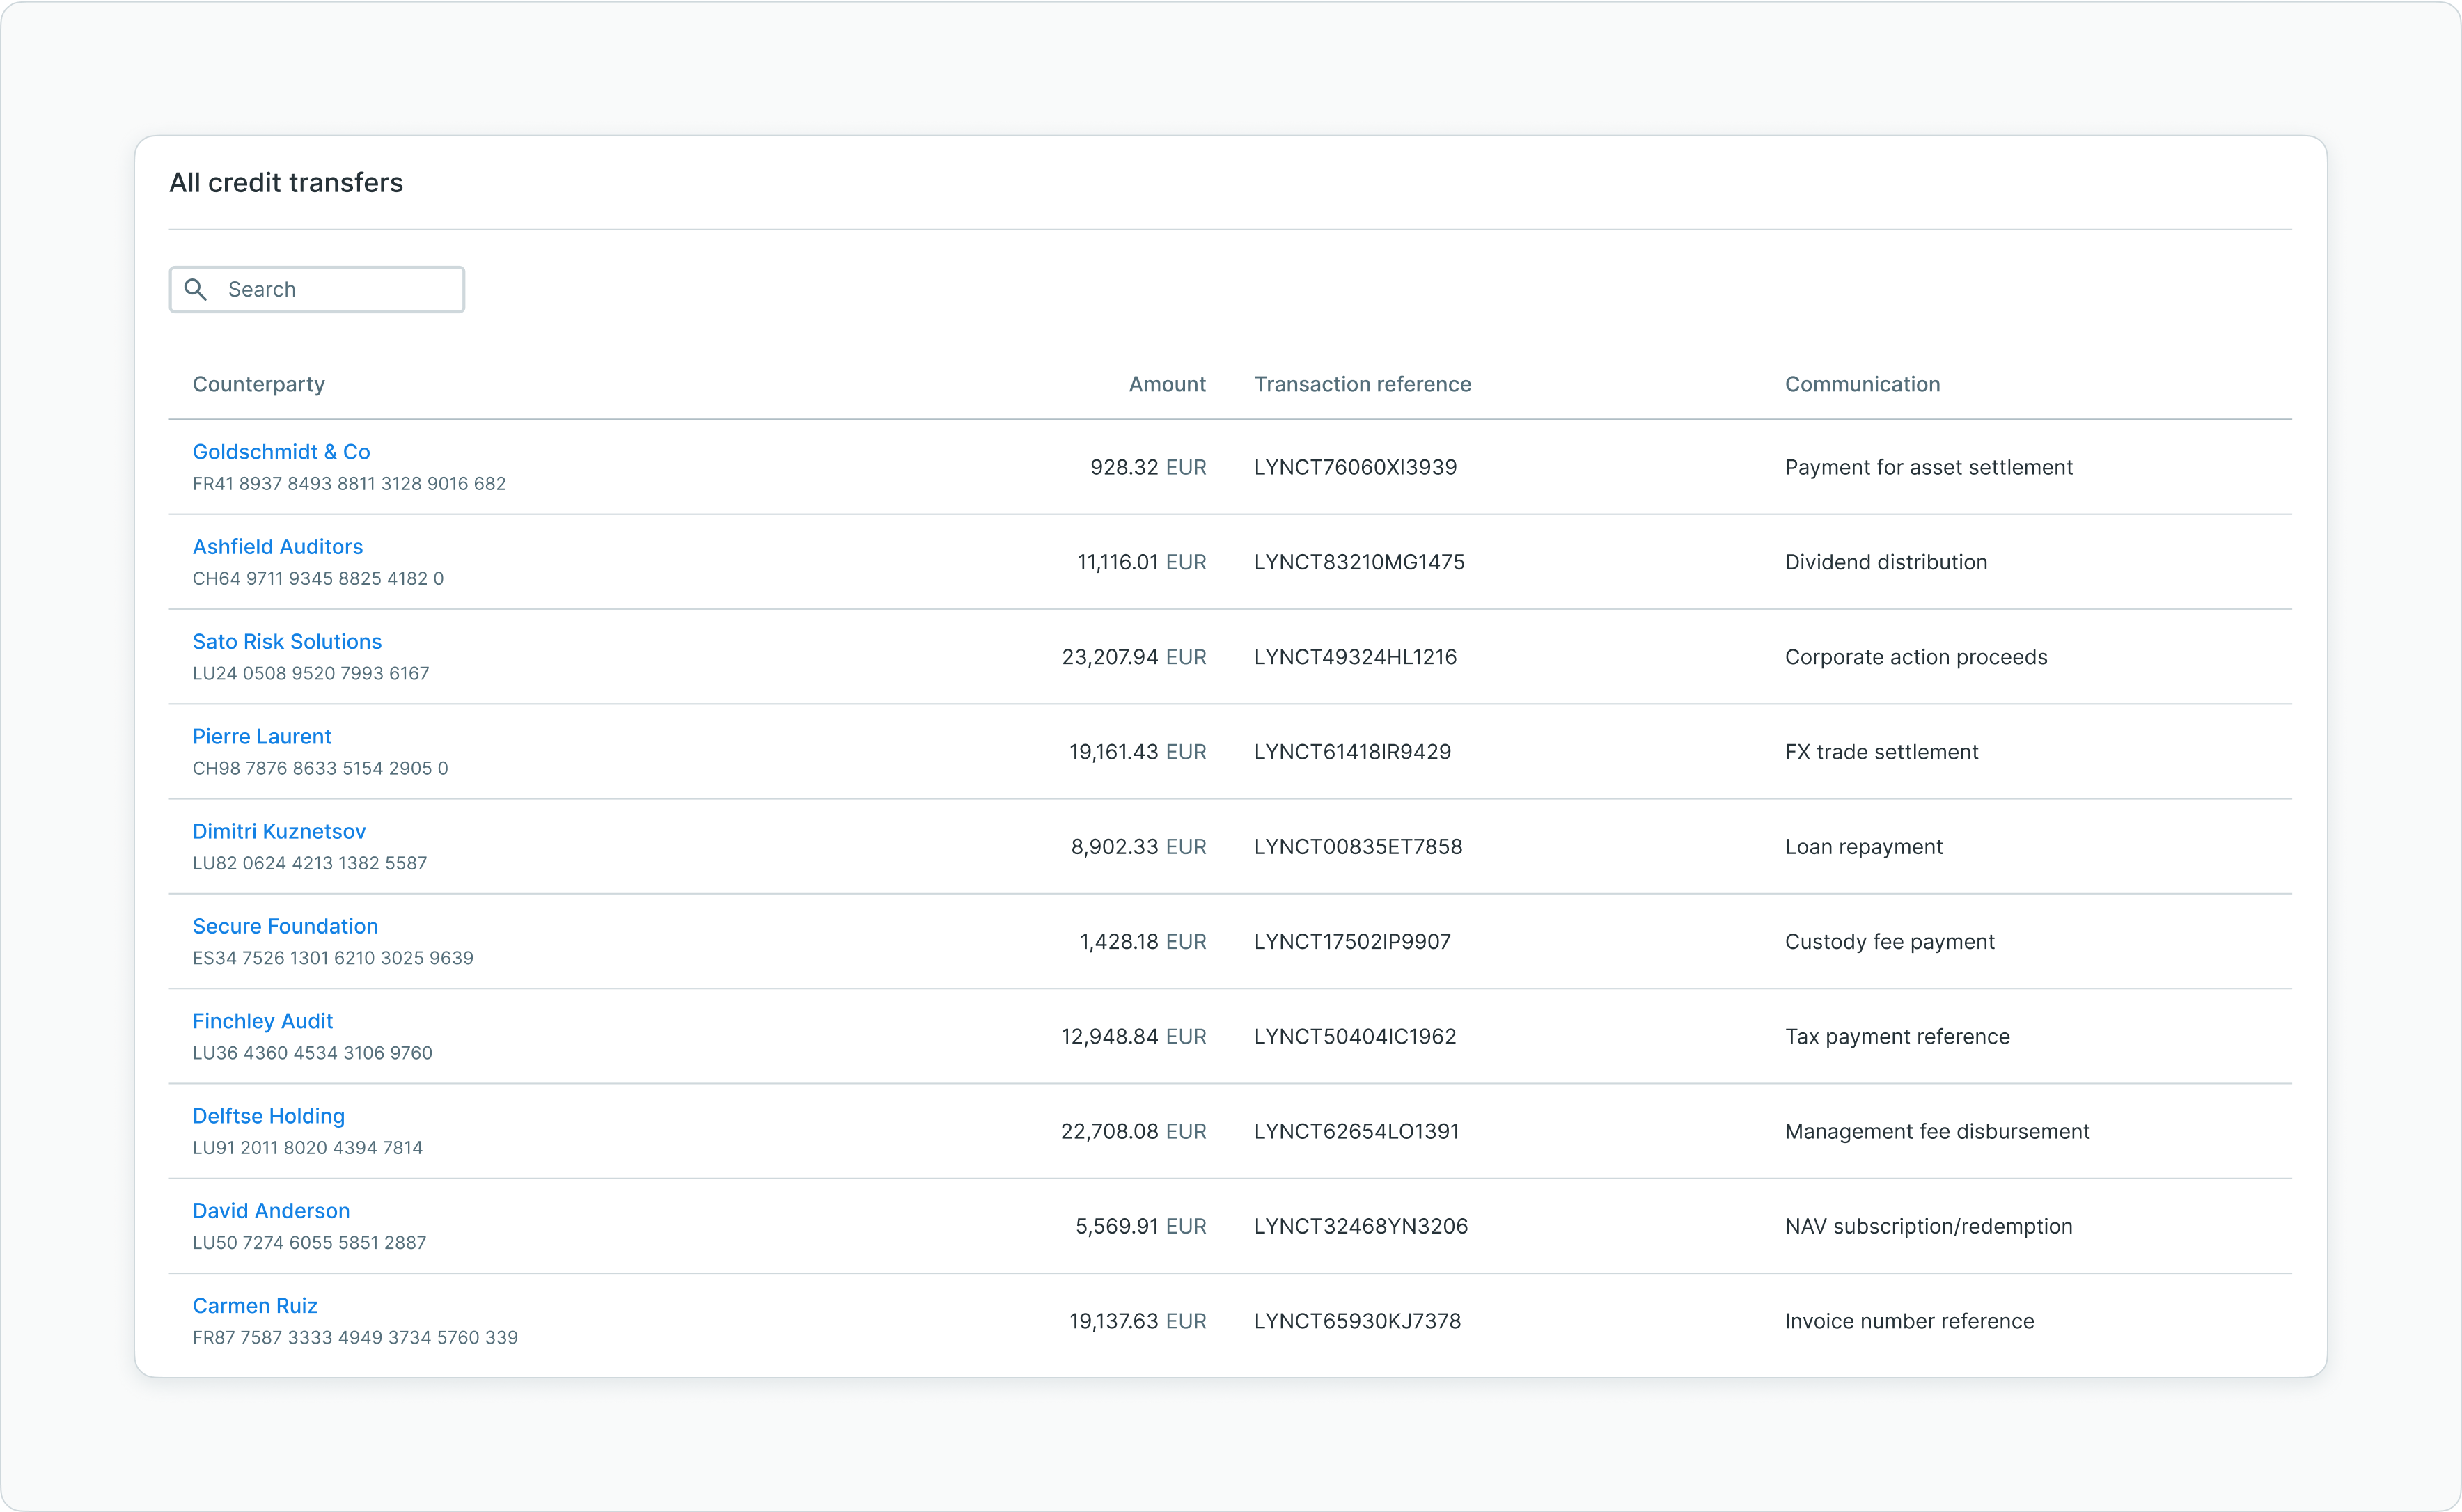 All credit transfers
Search
Counterparty Amount Transaction reference Communication
Goldschmidt & Co
FR41 8937 8493 8811 3128 9016 682
928.32 EUR LYNCT76060XI3939 Payment for asset settlement
Ashfield Auditors
CH64 9711 9345 8825 4182 0
11,116.01 EUR LYNCT83210MG1475 Dividend distribution
Sato Risk Solutions
LU24 0508 9520 7993 6167
23,207.94 EUR LYNCT49324HL1216 Corporate action proceeds
Pierre Laurent
CH98 7876 8633 5154 2905 0
19,161.43 EUR LYNCT61418IR9429 FX trade settlement
Dimitri Kuznetsov
LU82 0624 4213 1382 5587
8,902.33 EUR LYNCT00835ET7858 Loan repayment
Secure Foundation
ES34 7526 1301 6210 3025 9639
1,428.18 EUR LYNCT17502IP9907 Custody fee payment
Finchley Audit
LU36 4360 4534 3106 9760
12,948.84 EUR LYNCT50404IC1962 Tax payment reference
Delftse Holding
LU91 2011 8020 4394 7814
22,708.08 EUR LYNCT62654LO1391 Management fee disbursement
David Anderson
LU50 7274 6055 5851 2887
5,569.91 EUR LYNCT32468YN3206 NAV subscription/redemption
Carmen Ruiz
FR87 7587 3333 4949 3734 5760 339
19,137.63 EUR LYNCT65930KJ7378 Invoice number reference